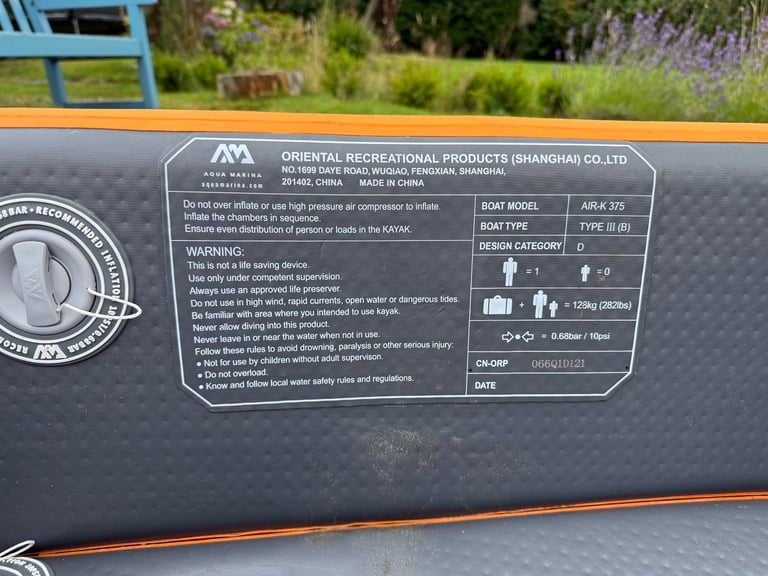 AQUA MARINA
aquamarina.com
ORIENTAL RECREATIONAL PRODUCTS (SHANGHAI) CO.,LTD
NO.1699 DAYE ROAD, WUQIAO, FENGXIAN, SHANGHAI,
201402, CHINA MADE IN CHINA
Do not over inflate or use high pressure air compressor to inflate.
Inflate the chambers in sequence.
Ensure even distribution of person or loads in the KAYAK.
WARNING:
This is not a life saving device.
Use only under competent supervision.
Always use an approved life preserver.
Do not use in high wind, rapid currents, open water or dangerous tides.
Be familiar with area where you intended to use kayak.
Never allow diving into this product.
Never leave in or near the water when not in use.
Follow these rules to avoid drowning, paralysis or other serious injury:
● Not for use by children without adult supervision.
● Do not overload.
● Know and follow local water safety rules and regulations.
BOAT MODEL AIR-K 375
BOAT TYPE TYPE III (B)
DESIGN CATEGORY D
= 1 = 0
+ = 128kg (282lbs)
= 0.68bar / 10psi
CN-ORP 066Q1D121
DATE
RECOMMENDED INFLATION